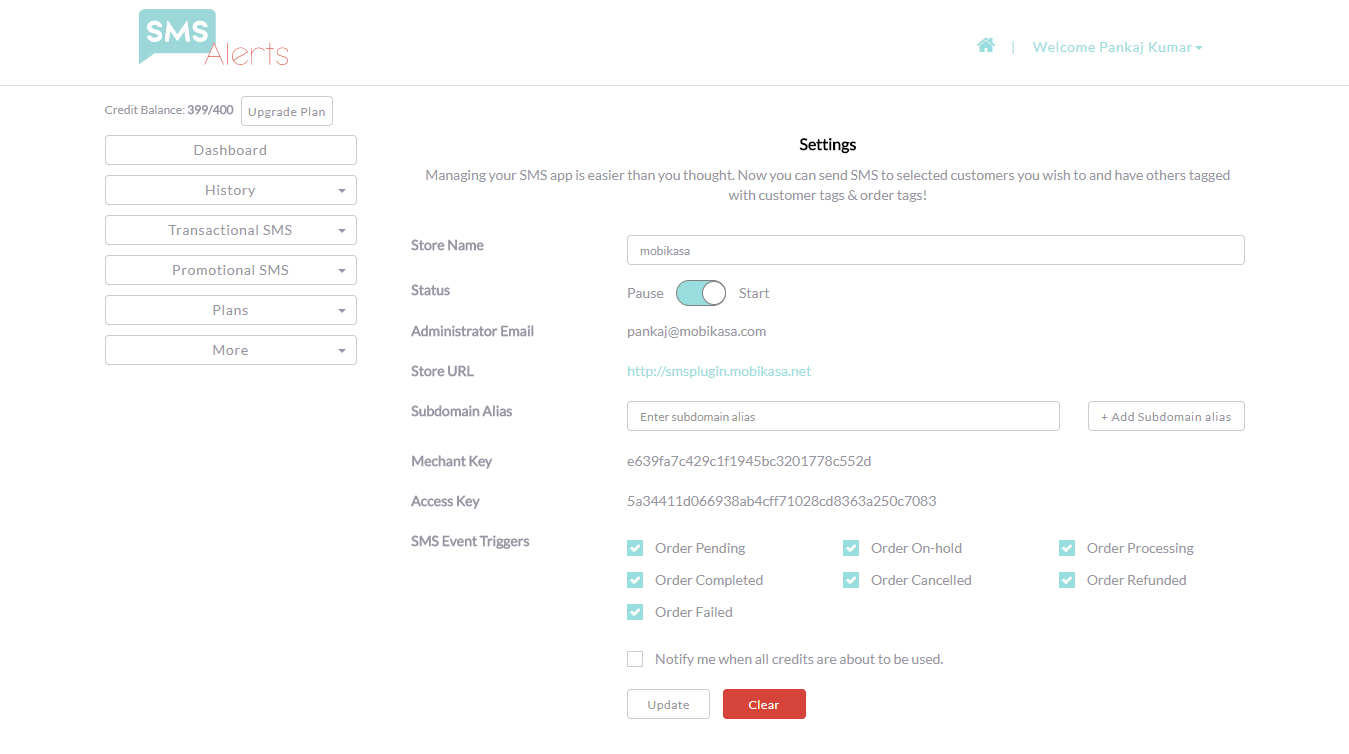 SMS
Alerts
| Welcome Pankaj Kumar
Credit Balance: 399/400 Upgrade Plan
Dashboard
History
Transactional SMS
Promotional SMS
Plans
More
Settings
Managing your SMS app is easier than you thought. Now you can send SMS to selected customers you wish to and have others tagged
with customer tags & order tags!
Store Name mobikasa
Status Pause Start
Administrator Email pankaj@mobikasa.com
Store URL http://smsplugin.mobikasa.net
Subdomain Alias Enter subdomain alias + Add Subdomain alias
Mechant Key e639fa7c429c1f1945bc3201778c552d
Access Key 5a34411d066938ab4cff71028cd8363a250c7083
SMS Event Triggers
Order Pending Order On-hold Order Processing
Order Completed Order Cancelled Order Refunded
Order Failed
Notify me when all credits are about to be used.
Update Clear